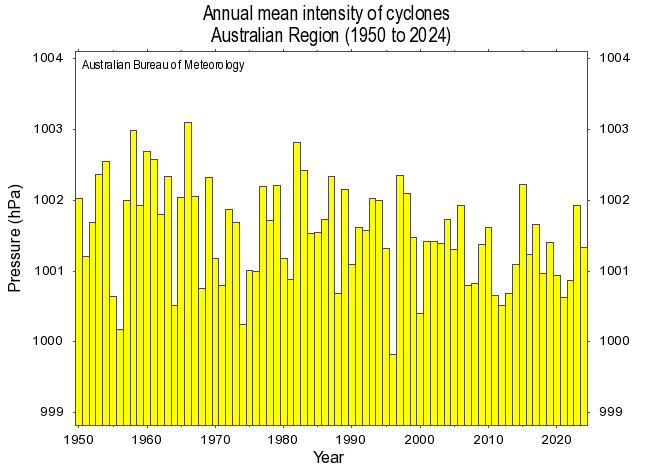 Annual mean intensity of cyclones
Australian Region (1950 to 2024)
Australian Bureau of Meteorology
1004 1004
1003 1003
1002 1002
1001 1001
1000 1000
999 999
Pressure (hPa)
1950 1960 1970 1980 1990 2000 2010 2020
Year